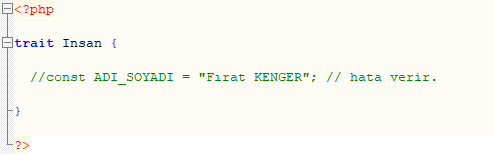 <?php
trait Insan {
//const ADI_SOYADI = "Fırat KENGER"; // hata verir.
}
?>